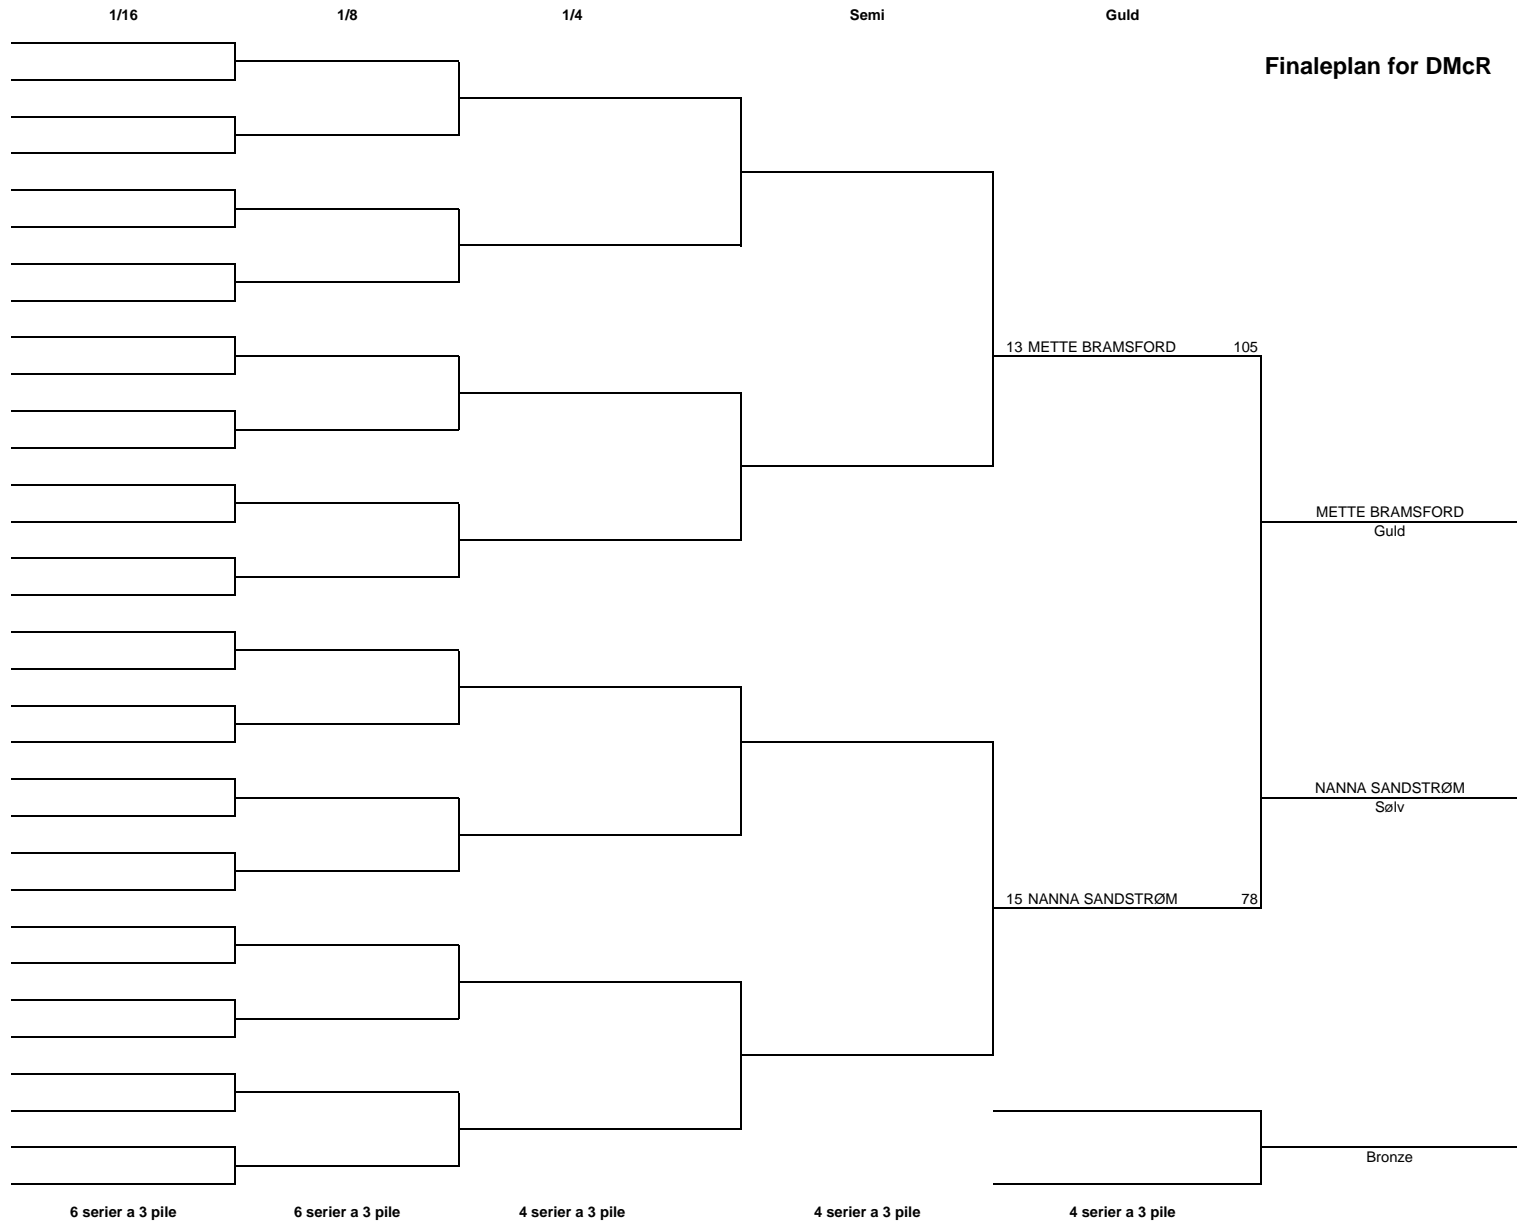 1/16 1/8 1/4 Semi Guld
Finaleplan for DMcR
13 METTE BRAMSFORD 105
METTE BRAMSFORD
Guld
NANNA SANDSTRØM
Sølv
15 NANNA SANDSTRØM 78
Bronze
6 serier a 3 pile 6 serier a 3 pile 4 serier a 3 pile 4 serier a 3 pile 4 serier a 3 pile